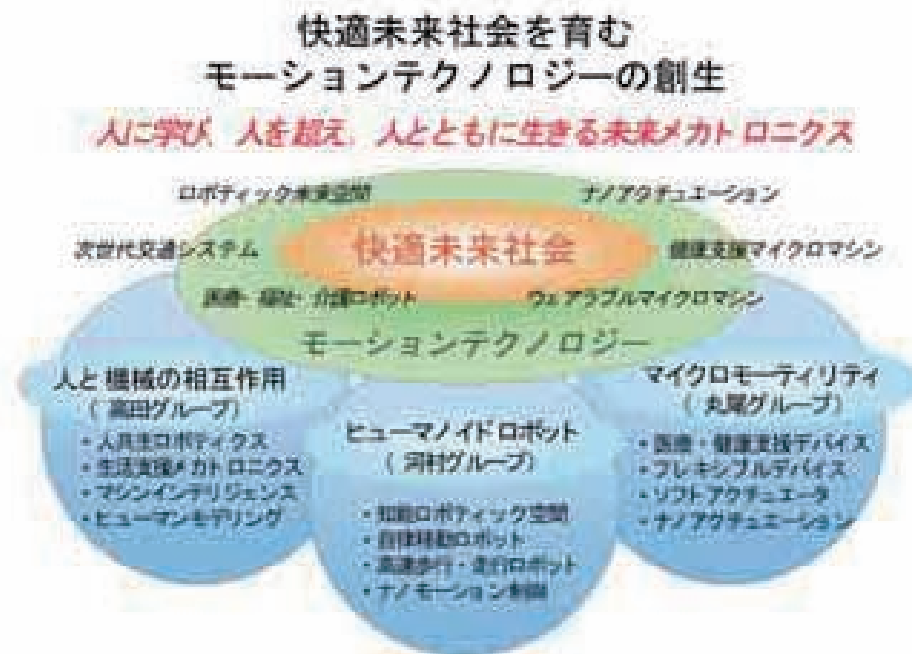 快適未来社会を育む
モーションテクノロジーの創生
人に学び、人を超え、人とともに生きる未来メカトロニクス
ロボティック未来空間
ナノアクチュエーション
次世代交通システム
快適未来社会
健康支援マイクロマシン
医療・福祉・介護ロボット
ウェアラブルマイクロマシン
モーションテクノロジー
人と機械の相互作用
(高田グループ)
・人共生ロボティクス
・生活支援メカトロニクス
・マシンインテリジェンス
・ヒューマンモデリング
ヒューマノイドロボット
(河村グループ)
・知能ロボティック空間
・自律移動ロボット
・高速歩行・走行ロボット
・ナノモーション制御
マイクロモーティリティ
(丸尾グループ)
・医療・健康支援デバイス
・フレキシブルデバイス
・ソフトアクチュエータ
・ナノアクチュエーション